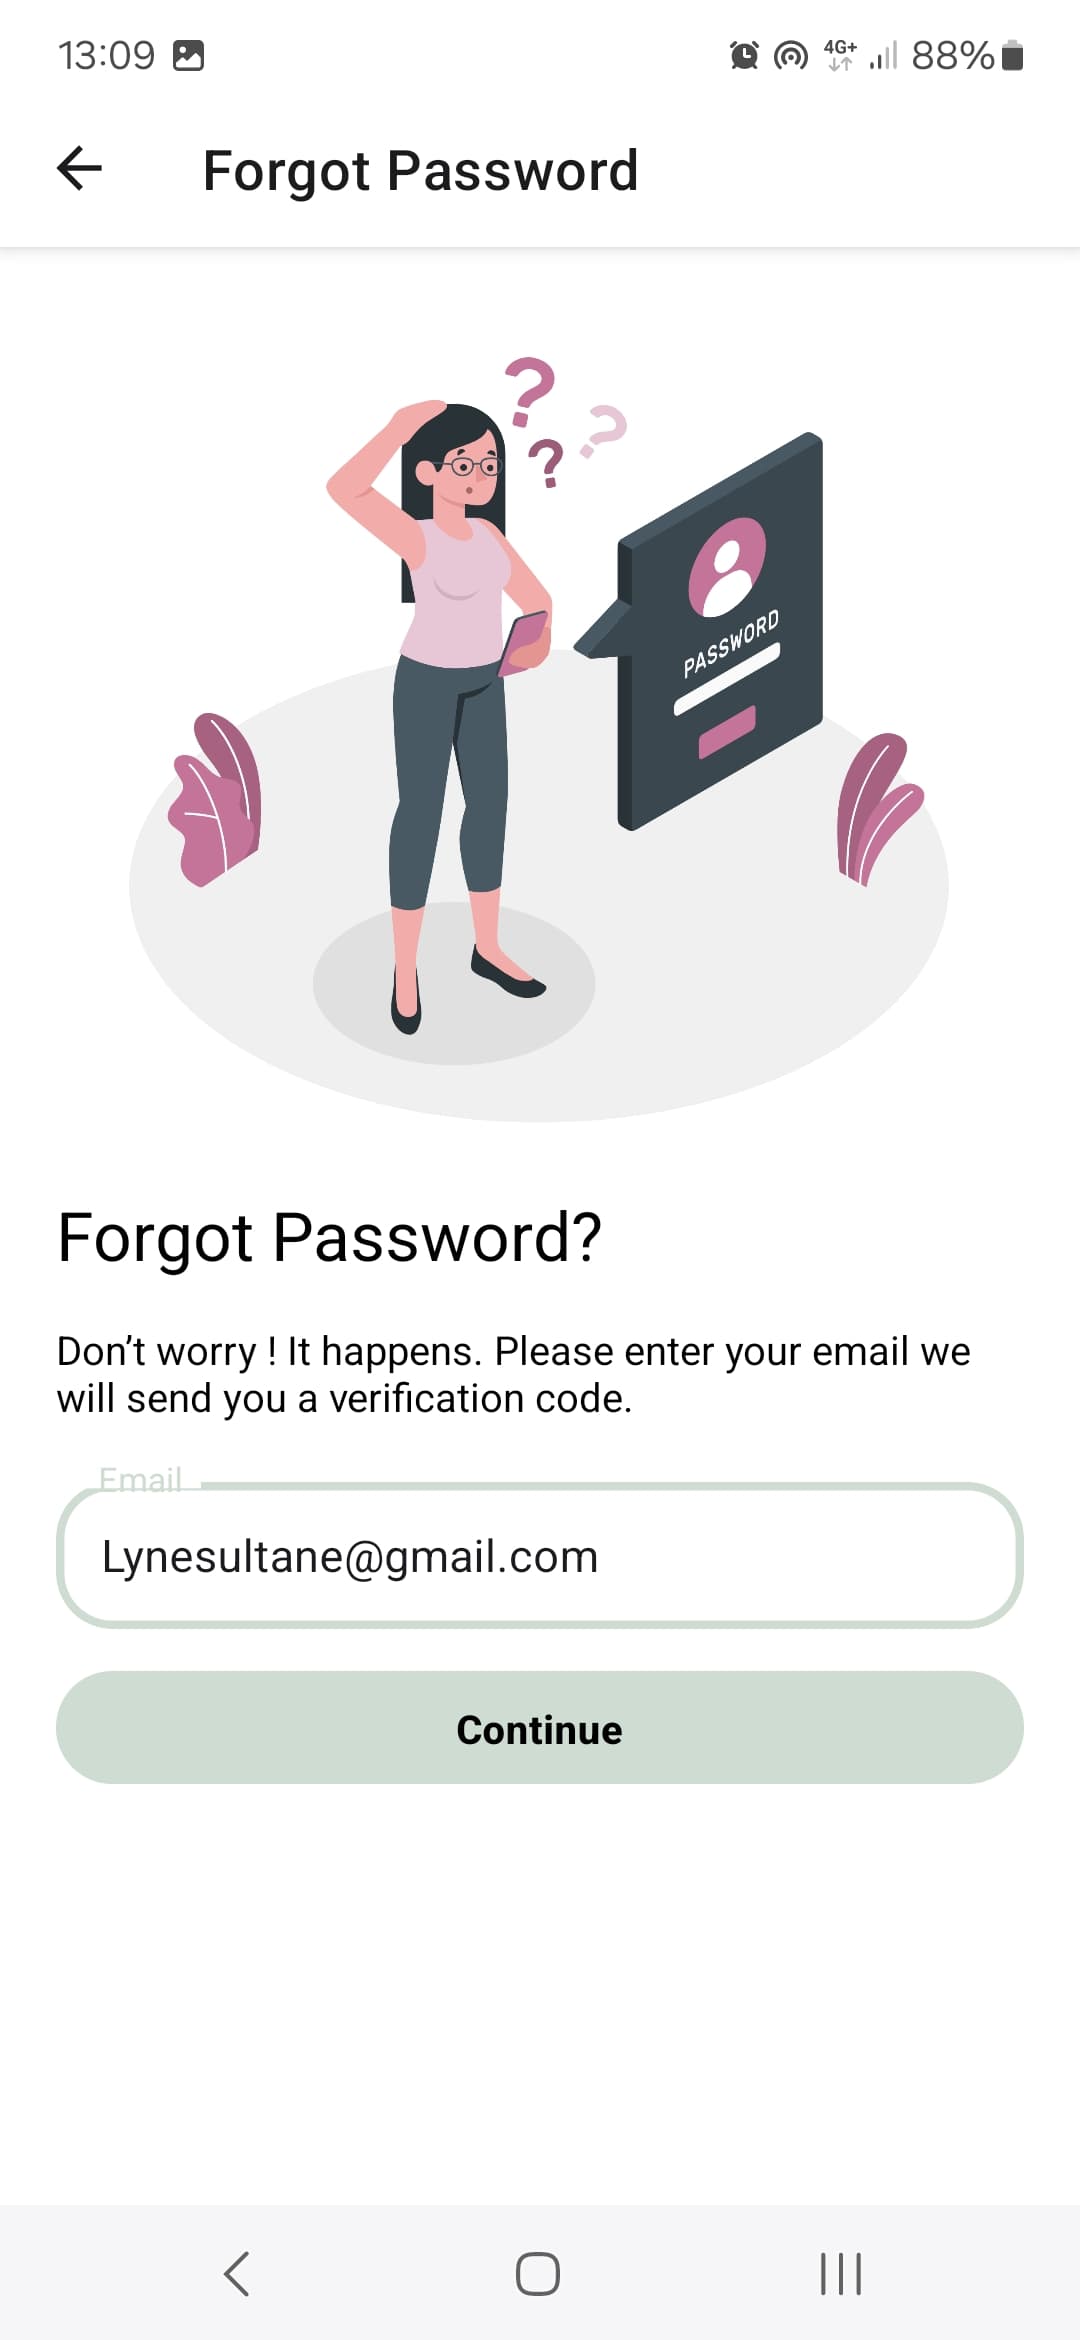 13:09 4G+ 88%
Forgot Password
? ? ?
PASSWORD
Forgot Password?
Don't worry ! It happens. Please enter your email we
will send you a verification code.
Email
Lynesultane@gmail.com
Continue